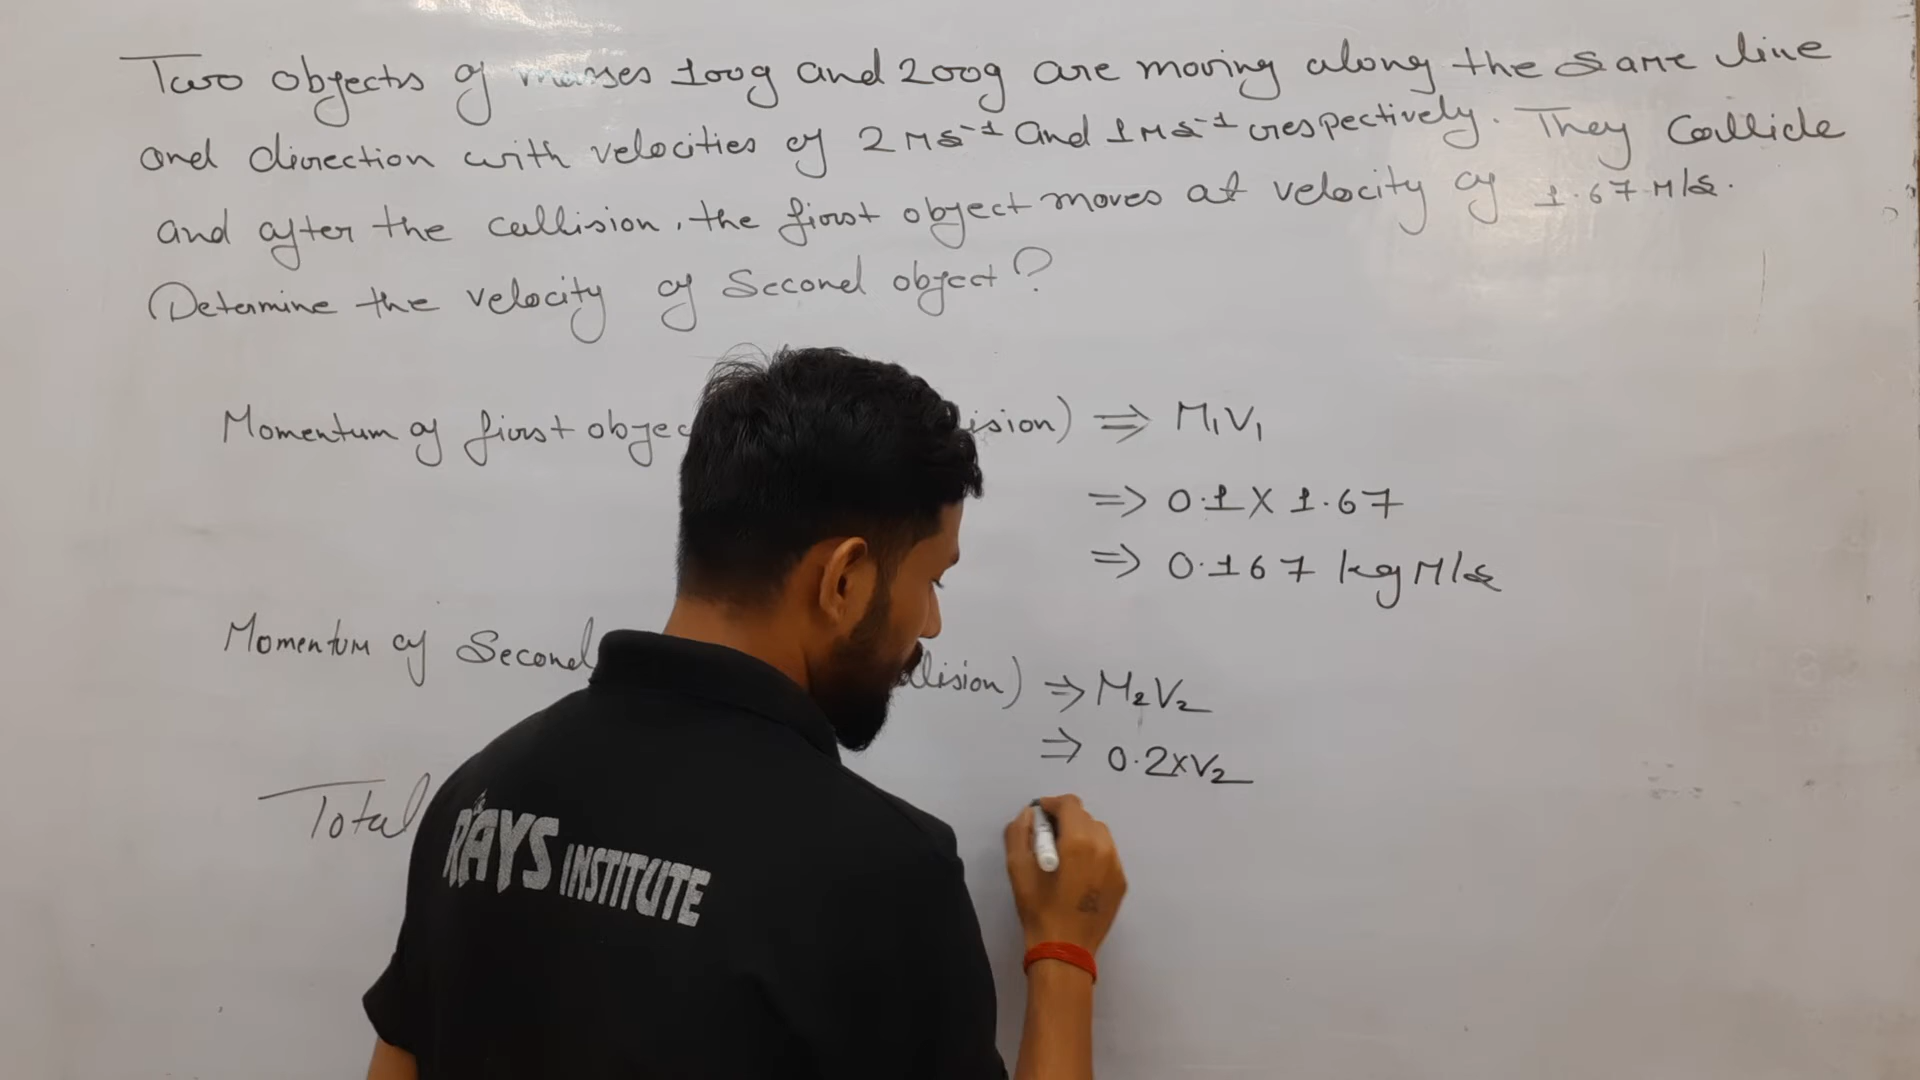 Two objects of masses 100g and 200g are moving along the same line
and direction with velocities of 2 ms⁻¹ and 1 ms⁻¹ respectively. They Collide
and after the collision, the first object moves at velocity of 1.67 m/s.
Determine the velocity of Second object?
Momentum of first objec ision) ⇒ M₁V₁
⇒ 0.1 X 1.67
⇒ 0.167 kg M/s
Momentum of Second llision) ⇒ M₂V₂
⇒ 0.2xV₂
Total
RAYS INSTITUTE